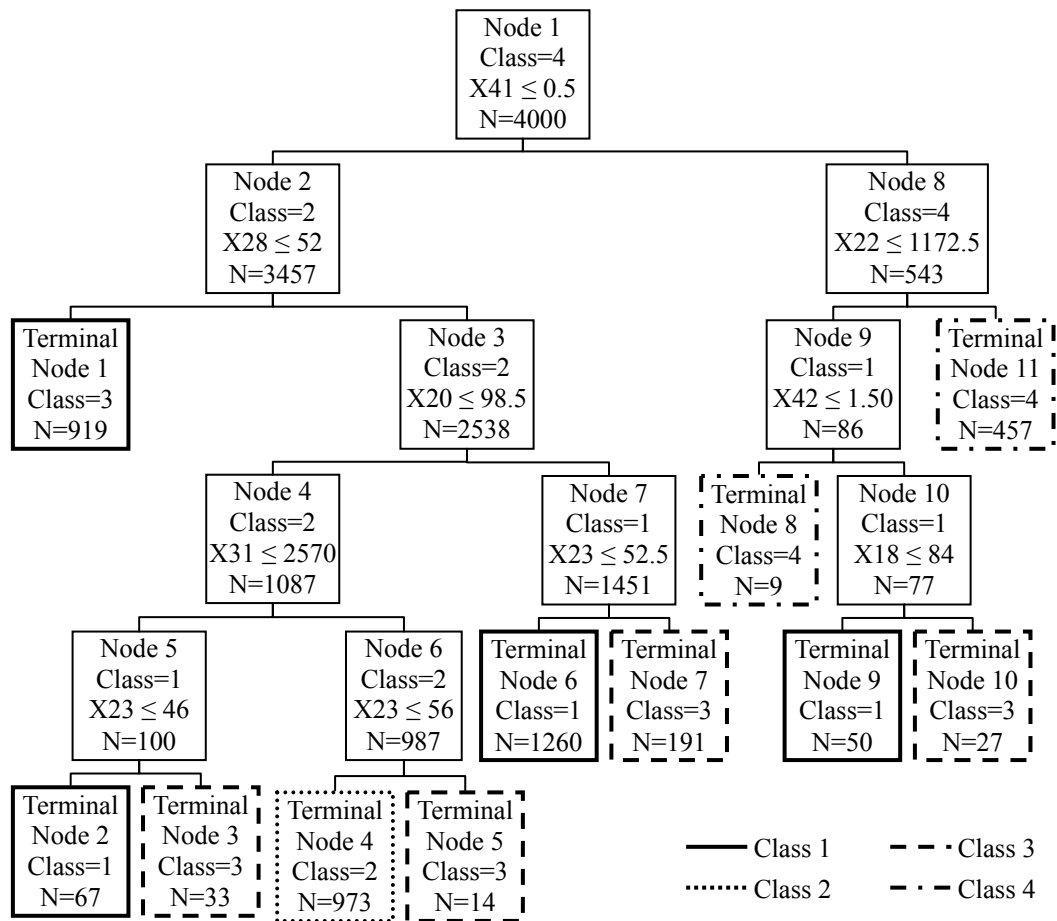 Node 1
Class=4
X41 ≤ 0.5
N=4000
Node 2
Class=2
X28 ≤ 52
N=3457
Node 8
Class=4
X22 ≤ 1172.5
N=543
Terminal
Node 1
Class=3
N=919
Node 3
Class=2
X20 ≤ 98.5
N=2538
Node 9
Class=1
X42 ≤ 1.50
N=86
Terminal
Node 11
Class=4
N=457
Node 4
Class=2
X31 ≤ 2570
N=1087
Node 7
Class=1
X23 ≤ 52.5
N=1451
Terminal
Node 8
Class=4
N=9
Node 10
Class=1
X18 ≤ 84
N=77
Node 5
Class=1
X23 ≤ 46
N=100
Node 6
Class=2
X23 ≤ 56
N=987
Terminal
Node 6
Class=1
N=1260
Terminal
Node 7
Class=3
N=191
Terminal
Node 9
Class=1
N=50
Terminal
Node 10
Class=3
N=27
Terminal
Node 2
Class=1
N=67
Terminal
Node 3
Class=3
N=33
Terminal
Node 4
Class=2
N=973
Terminal
Node 5
Class=3
N=14
Class 1
Class 3
Class 2
Class 4